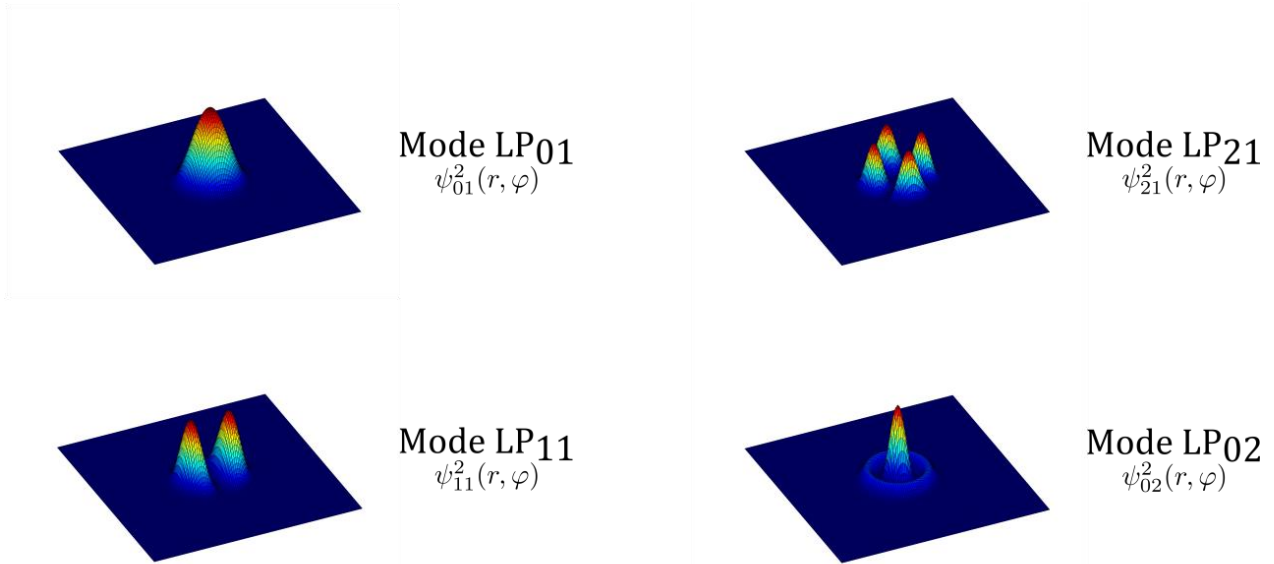 Mode LP₀₁
ψ²₀₁(r, φ)
Mode LP₂₁
ψ²₂₁(r, φ)
Mode LP₁₁
ψ²₁₁(r, φ)
Mode LP₀₂
ψ²₀₂(r, φ)